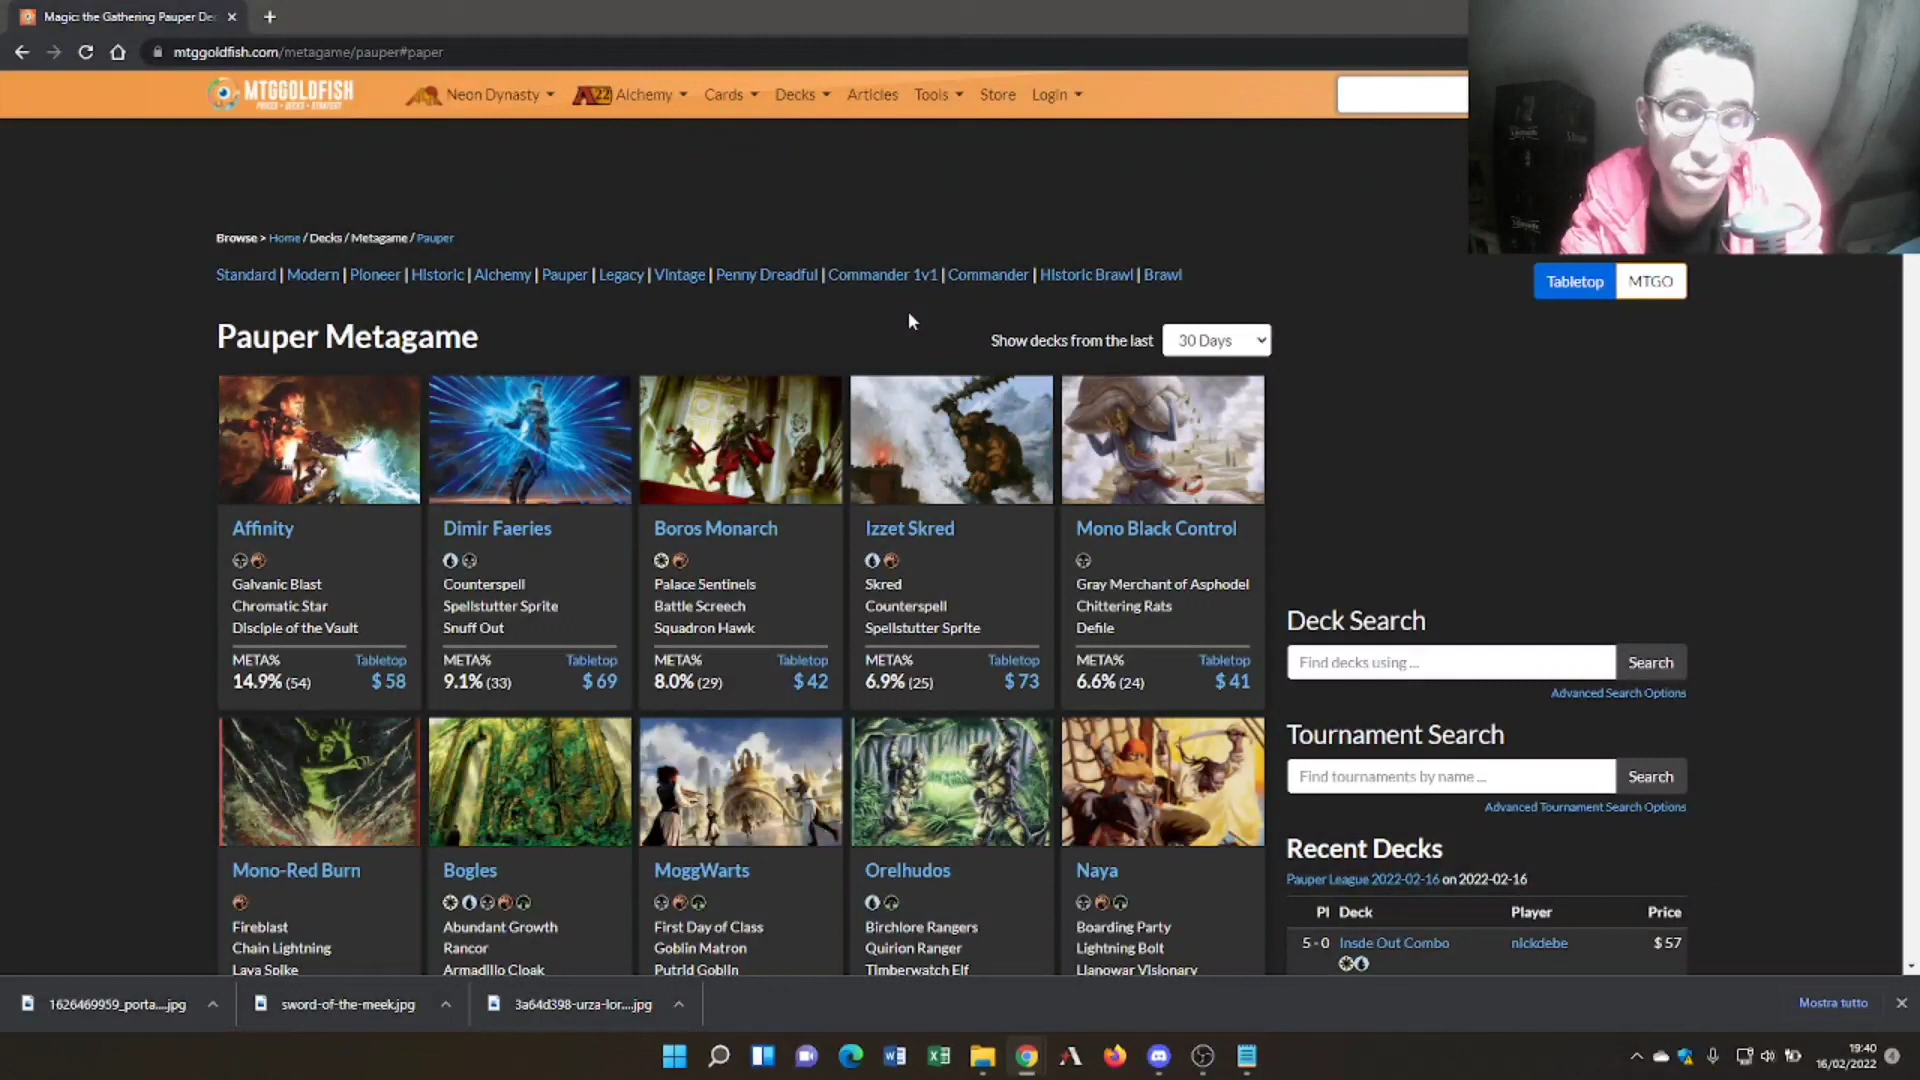 Magic: the Gathering Pauper De
mtggoldfish.com/metagame/pauper#paper
MTGGOLDFISH
PRICES • DECKS • STRATEGY
Neon Dynasty
A22 Alchemy
Cards
Decks
Articles
Tools
Store
Login
Browse > Home / Decks / Metagame / Pauper
Standard | Modern | Pioneer | Historic | Alchemy | Pauper | Legacy | Vintage | Penny Dreadful | Commander 1v1 | Commander | Historic Brawl | Brawl
Tabletop
MTGO
Pauper Metagame
Show decks from the last
30 Days
Affinity
Galvanic Blast
Chromatic Star
Disciple of the Vault
META%
Tabletop
14.9% (54)
$ 58
Dimir Faeries
Counterspell
Spellstutter Sprite
Snuff Out
META%
Tabletop
9.1% (33)
$ 69
Boros Monarch
Palace Sentinels
Battle Screech
Squadron Hawk
META%
Tabletop
8.0% (29)
$ 42
Izzet Skred
Skred
Counterspell
Spellstutter Sprite
META%
Tabletop
6.9% (25)
$ 73
Mono Black Control
Gray Merchant of Asphodel
Chittering Rats
Defile
META%
Tabletop
6.6% (24)
$ 41
Mono-Red Burn
Fireblast
Chain Lightning
Lava Spike
Bogles
Abundant Growth
Rancor
Armadillo Cloak
MoggWarts
First Day of Class
Goblin Matron
Putrid Goblin
Orelhudos
Birchlore Rangers
Quirion Ranger
Timberwatch Elf
Naya
Boarding Party
Lightning Bolt
Llanowar Visionary
Deck Search
Find decks using ...
Search
Advanced Search Options
Tournament Search
Find tournaments by name ...
Search
Advanced Tournament Search Options
Recent Decks
Pauper League 2022-02-16 on 2022-02-16
Pl Deck Player Price
5 - 0 Insde Out Combo nickdebe $ 57
1626469959_porta....jpg
sword-of-the-meek.jpg
3a64d398-urza-lor....jpg
Mostra tutto
19:40
16/02/2022
4